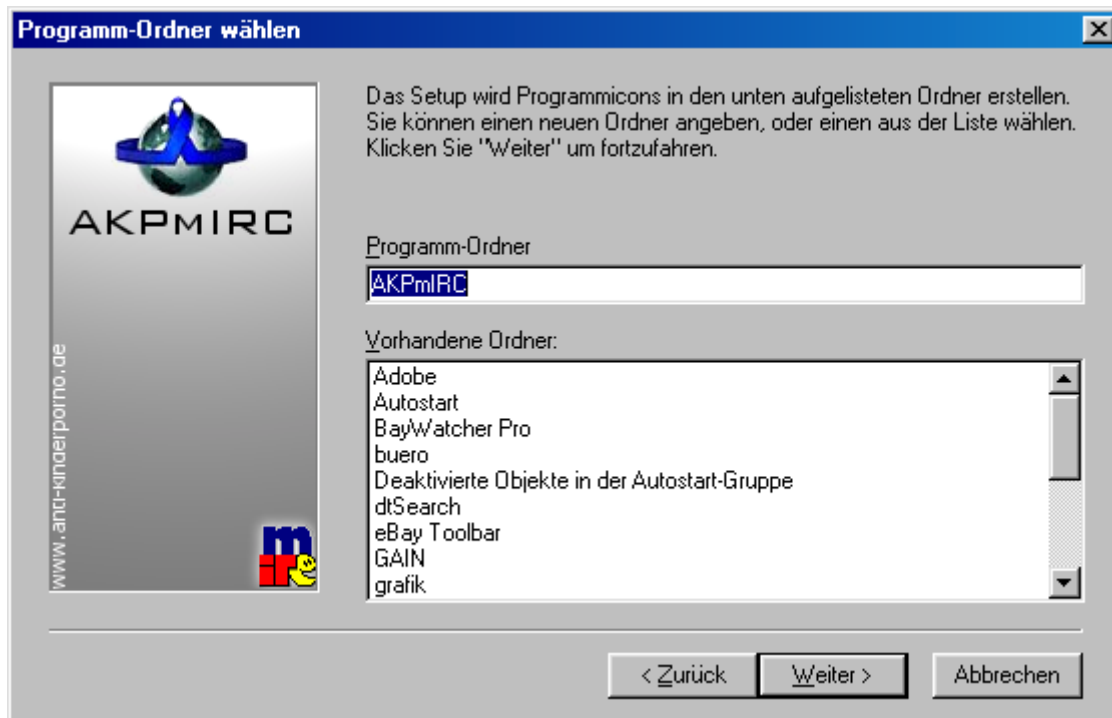 Programm-Ordner wählen
AKPmIRC
www.anti-kinderporno.de
mirc
Das Setup wird Programmicons in den unten aufgelisteten Ordner erstellen.
Sie können einen neuen Ordner angeben, oder einen aus der Liste wählen.
Klicken Sie "Weiter" um fortzufahren.
Programm-Ordner
AKPmIRC
Vorhandene Ordner:
Adobe
Autostart
BayWatcher Pro
buero
Deaktivierte Objekte in der Autostart-Gruppe
dtSearch
eBay Toolbar
GAIN
grafik
< Zurück
Weiter >
Abbrechen